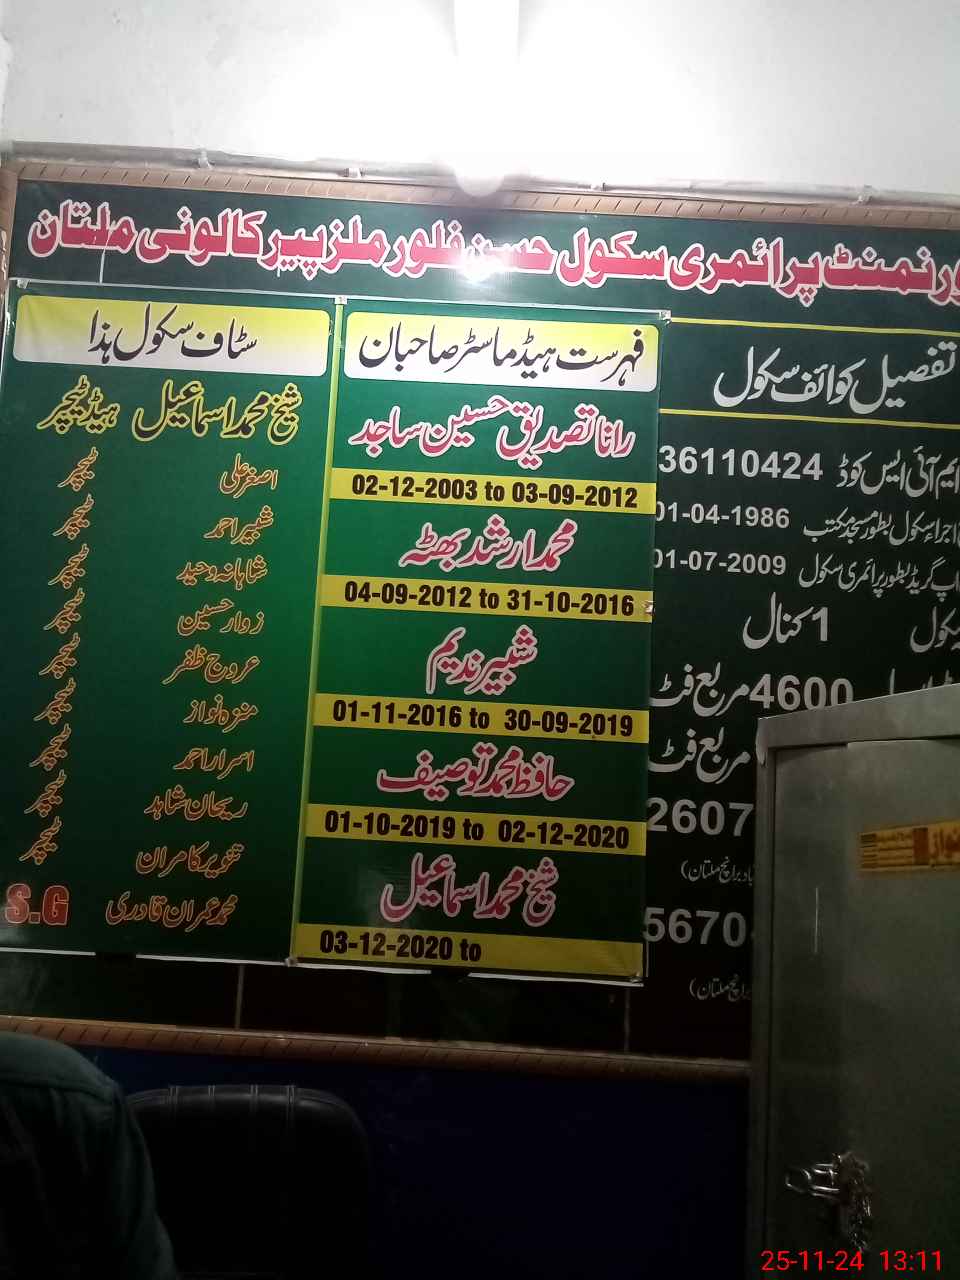 گورنمنٹ پرائمری سکول حسن فلور ملز پیر کالونی ملتان
تفصیل کوائف سکول
ایم آئی ایس کوڈ 36110424
اجراء سکول بطور مسجد مکتب 01-04-1986
اپ گریڈ بطور پرائمری سکول 01-07-2009
سکول 1 کنال
4600 مربع فٹ
مربع فٹ
2607
برانچ ملتان)
5670
برانچ ملتان)
فہرست ہیڈ ماسٹر صاحبان
رانا تصدیق حسین ساجد
02-12-2003 to 03-09-2012
محمد ارشد بھٹہ
04-09-2012 to 31-10-2016
شبیر ندیم
01-11-2016 to 30-09-2019
حافظ محمد توصیف
01-10-2019 to 02-12-2020
شیخ محمد اسماعیل
03-12-2020 to
سٹاف سکول ہذا
شیخ محمد اسماعیل ہیڈ ٹیچر
اصغر علی ٹیچر
شبیر احمد ٹیچر
شاہانہ وحید ٹیچر
زوار حسین ٹیچر
عروج ظفر ٹیچر
منزہ نواز ٹیچر
اسرار احمد ٹیچر
ریحان شاہد ٹیچر
تنویر کامران ٹیچر
محمد عمران قادری S.G
25-11-24 13:11